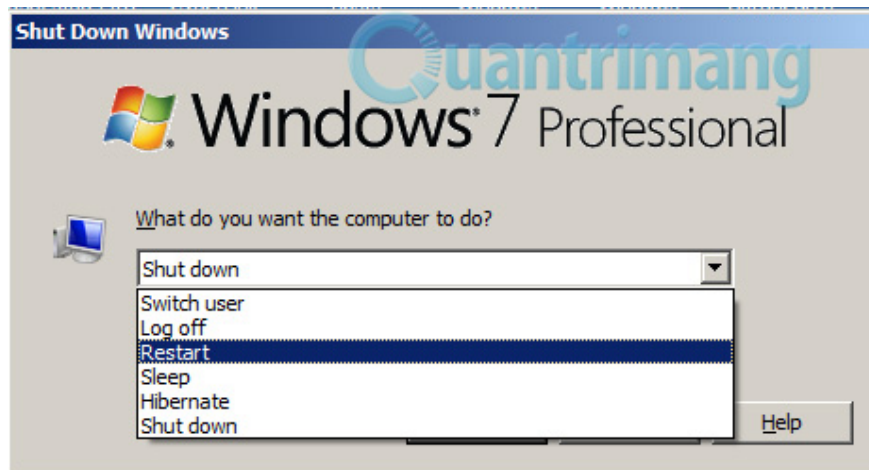 Shut Down Windows
Quantrimang
Windows 7 Professional
What do you want the computer to do?
Shut down
Switch user
Log off
Restart
Sleep
Hibernate
Shut down
Help